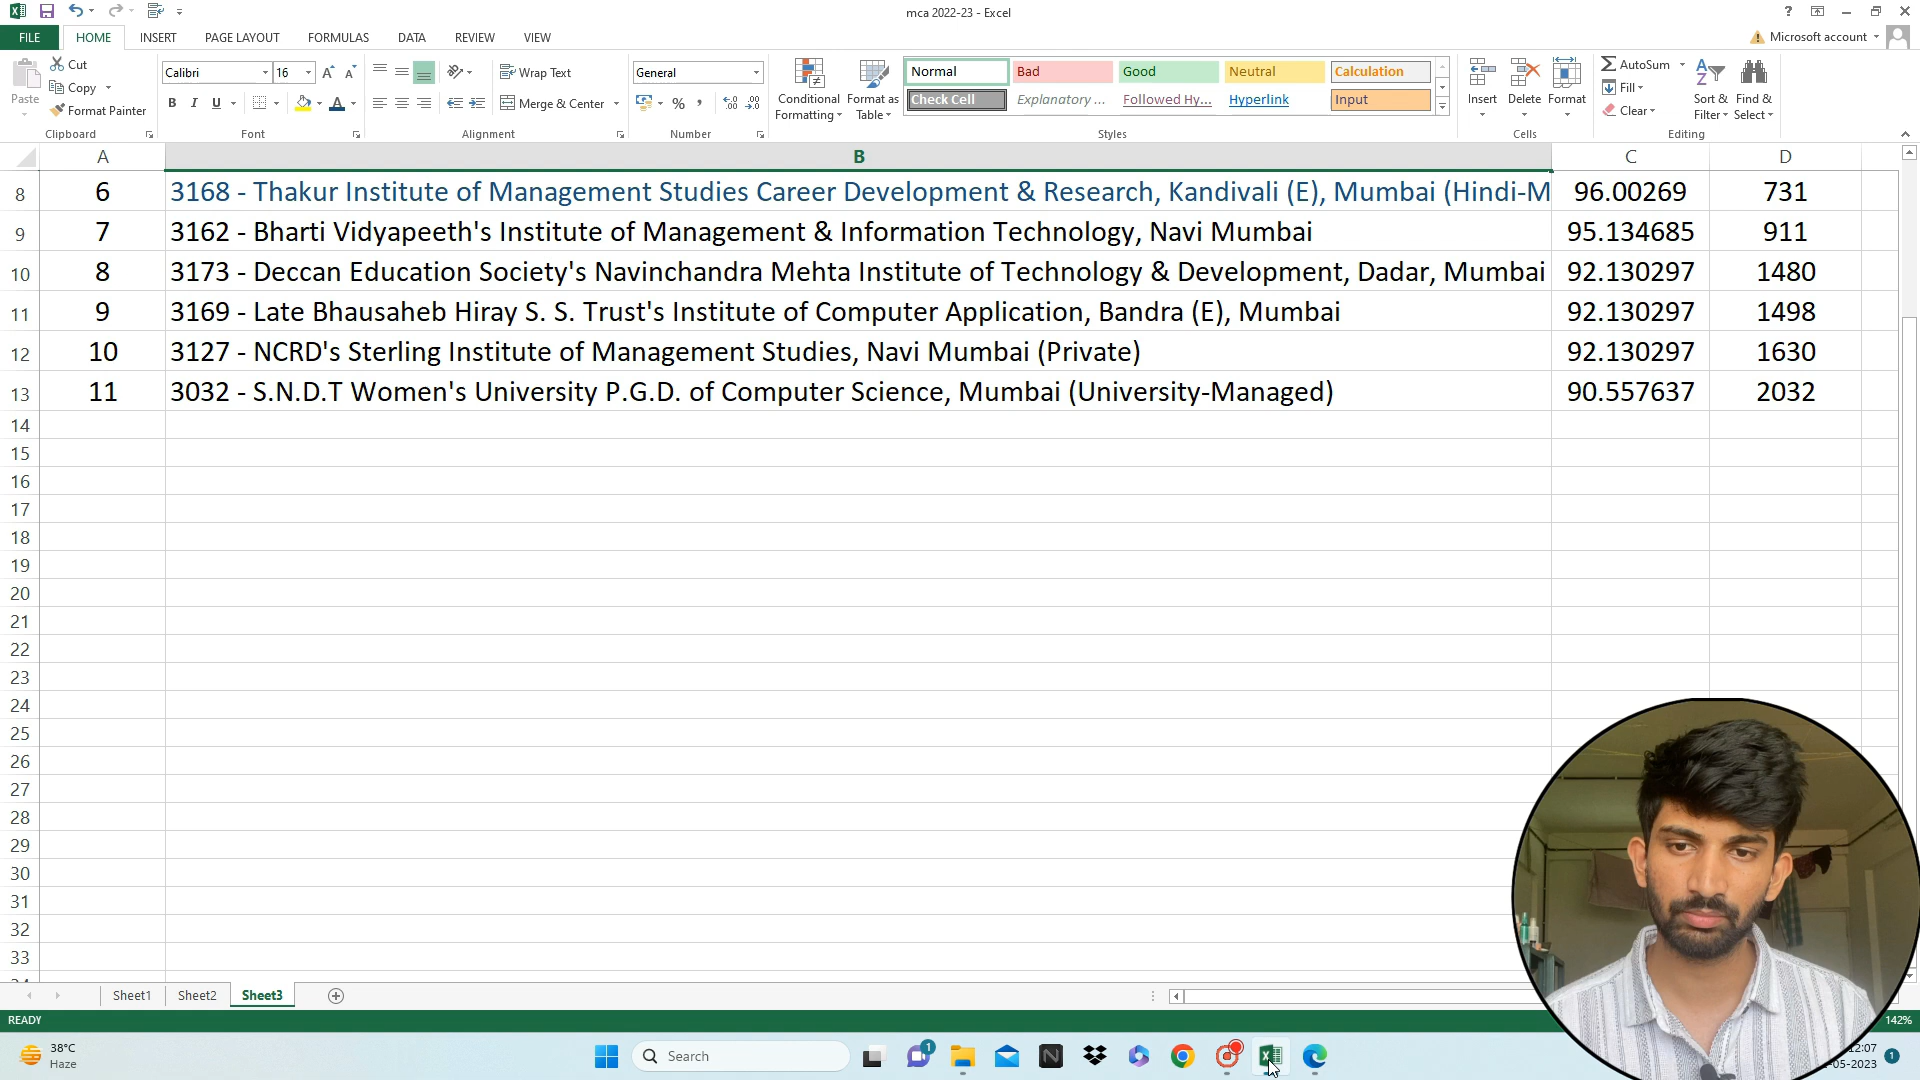 mca 2022-23 - Excel
FILE HOME INSERT PAGE LAYOUT FORMULAS DATA REVIEW VIEW Microsoft account
Paste Cut Copy Format Painter Clipboard
Calibri 16 B I U Font
Wrap Text Merge & Center Alignment
General % Number
Conditional Formatting Format as Table
Normal Bad Good Neutral Calculation
Check Cell Explanatory ... Followed Hy... Hyperlink Input
Styles
Insert Delete Format Cells
AutoSum Fill Clear Sort & Filter Find & Select Editing
A B C D
8 6 3168 - Thakur Institute of Management Studies Career Development & Research, Kandivali (E), Mumbai (Hindi-M 96.00269 731
9 7 3162 - Bharti Vidyapeeth's Institute of Management & Information Technology, Navi Mumbai 95.134685 911
10 8 3173 - Deccan Education Society's Navinchandra Mehta Institute of Technology & Development, Dadar, Mumbai 92.130297 1480
11 9 3169 - Late Bhausaheb Hiray S. S. Trust's Institute of Computer Application, Bandra (E), Mumbai 92.130297 1498
12 10 3127 - NCRD's Sterling Institute of Management Studies, Navi Mumbai (Private) 92.130297 1630
13 11 3032 - S.N.D.T Women's University P.G.D. of Computer Science, Mumbai (University-Managed) 90.557637 2032
14
15
16
17
18
19
20
21
22
23
24
25
26
27
28
29
30
31
32
33
Sheet1 Sheet2 Sheet3
READY 142%
38°C
Haze
Search
1
12:07
-05-2023
1